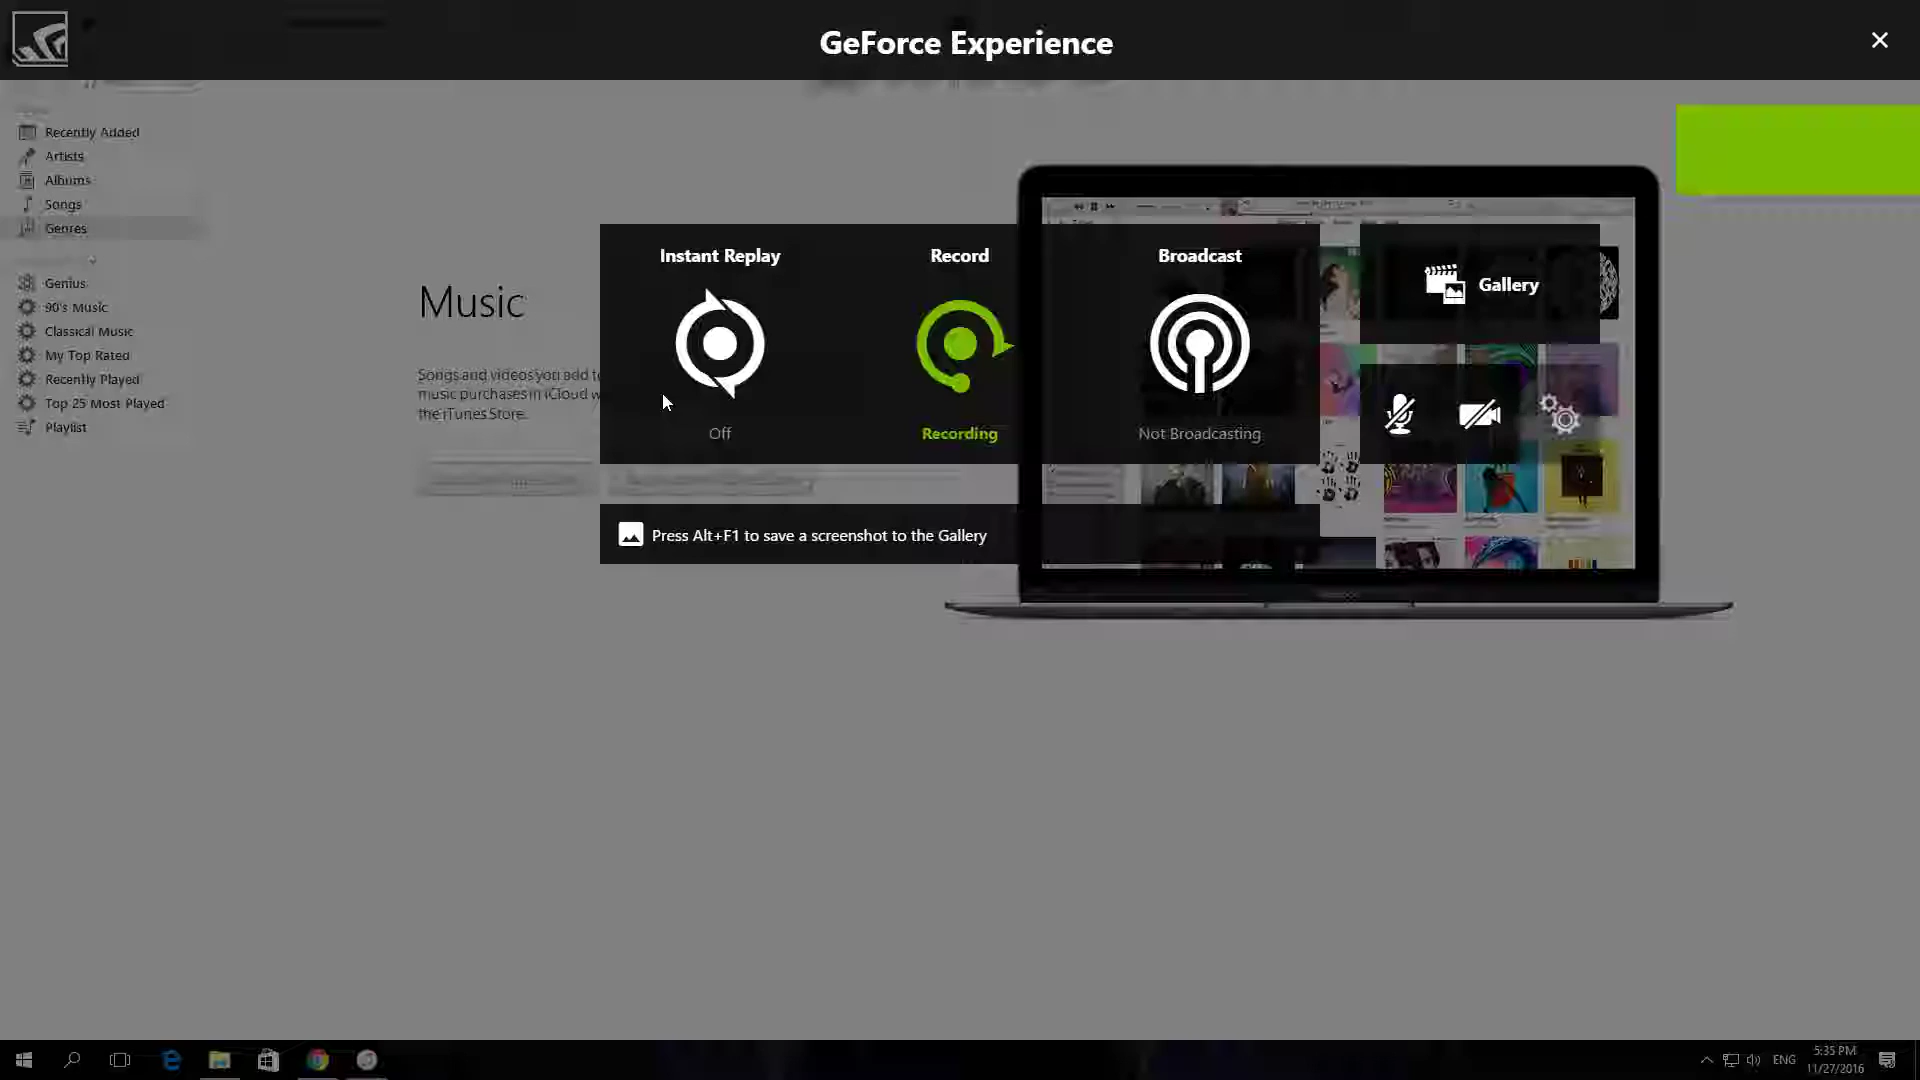 GeForce Experience
Recently Added
Artists
Albums
Songs
Genres
Genius
90's Music
Classical Music
My Top Rated
Recently Played
Top 25 Most Played
Playlist
Music
Songs and videos you add to
music purchases in iCloud w
the iTunes Store.
Instant Replay
Off
Record
Recording
Broadcast
Not Broadcasting
Gallery
Press Alt+F1 to save a screenshot to the Gallery
ENG
5:35 PM
11/27/2016